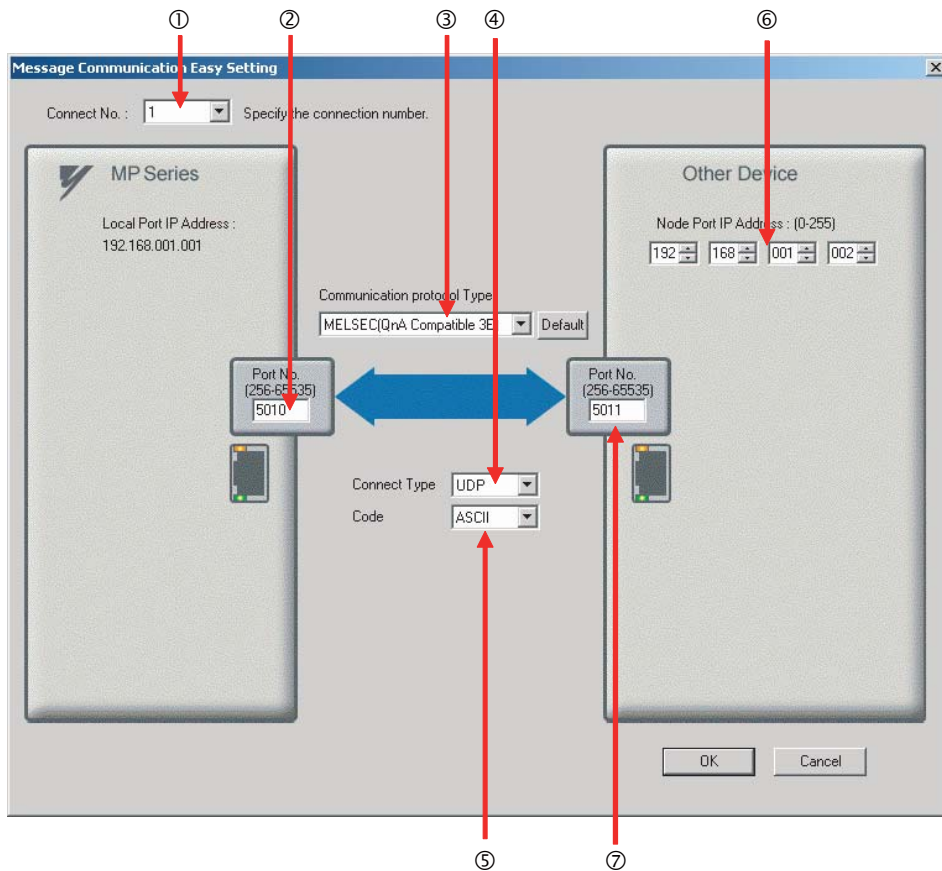 ① ② ③ ④ ⑥
Message Communication Easy Setting
Connect No. : 1 Specify the connection number.
MP Series
Local Port IP Address :
192.168.001.001
Other Device
Node Port IP Address : (0-255)
192 168 001 002
Communication protocol Type
MELSEC(QnA Compatible 3E) Default
Port No.
(256-65535)
5010
Port No.
(256-65535)
5011
Connect Type UDP
Code ASCII
OK Cancel
⑤ ⑦